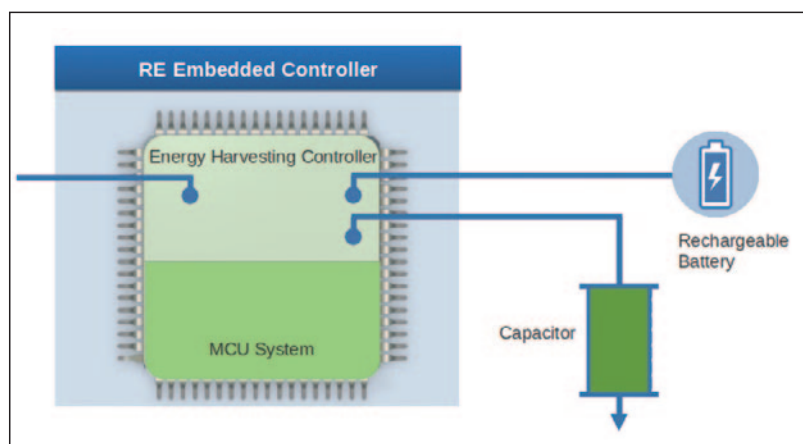 RE Embedded Controller
Energy Harvesting Controller
MCU System
Rechargeable
Battery
Capacitor